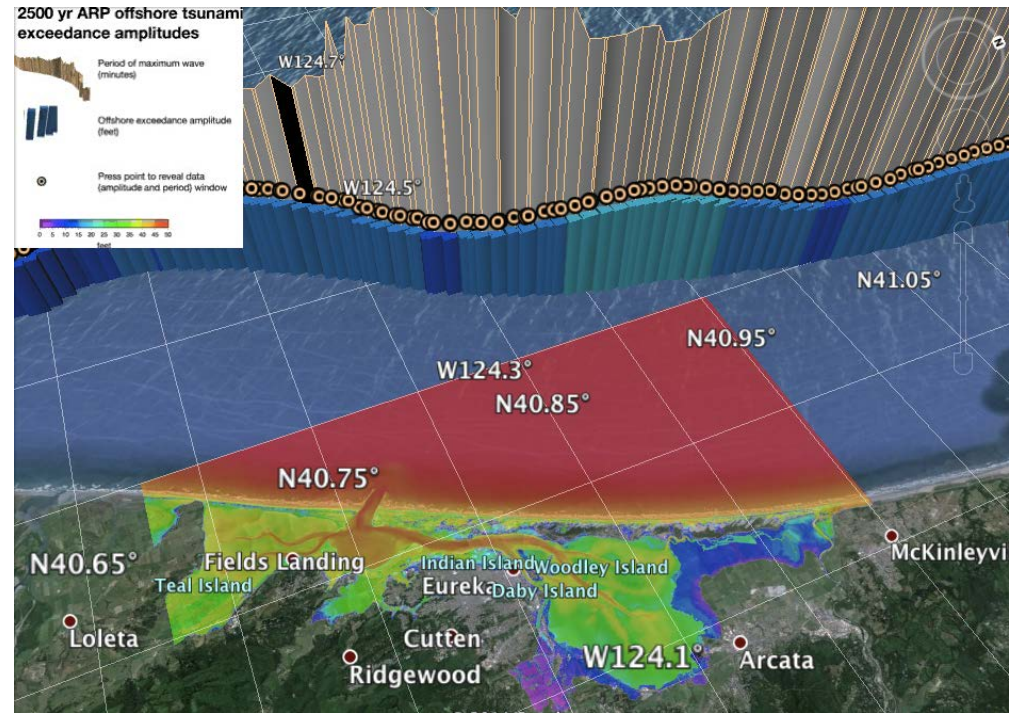 2500 yr ARP offshore tsunami
exceedance amplitudes
Period of maximum wave
(minutes)
Offshore exceedance amplitude
(feet)
Press point to reveal data
(amplitude and period) window
0 5 10 15 20 25 30 35 40 45 50
feet
N
W124.7°
W124.5°
N41.05°
N40.95°
W124.3°
N40.85°
N40.75°
McKinleyvi
N40.65°
Fields Landing
Indian Island
Woodley Island
Teal Island
Eureka
Daby Island
Loleta
Cutten
W124.1°
Arcata
Ridgewood